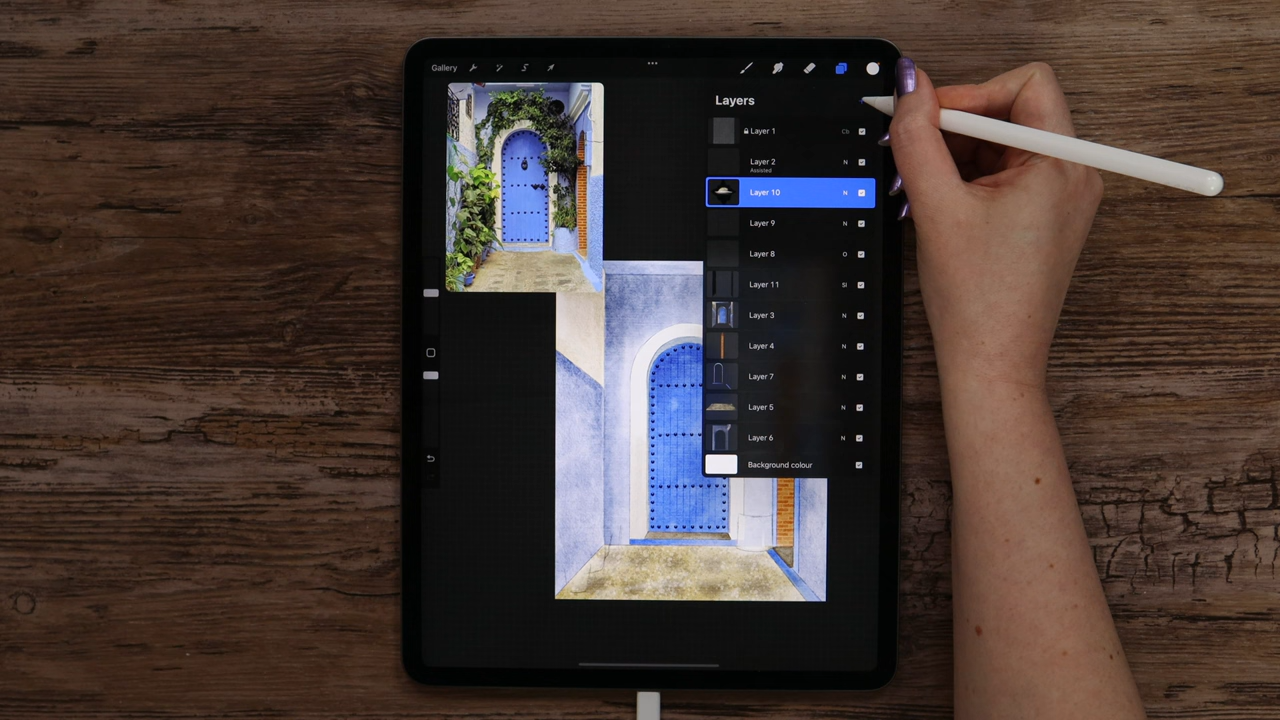 Gallery
Layers
Layer 1 Cb
Layer 2 N
Assisted
Layer 10 N
Layer 9 N
Layer 8 O
Layer 11 Sl
Layer 3 N
Layer 4 N
Layer 7 N
Layer 5 N
Layer 6 N
Background colour